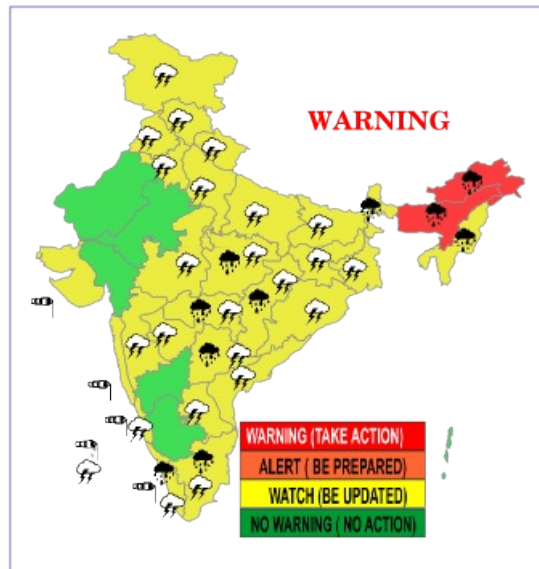 WARNING
WARNING (TAKE ACTION)
ALERT ( BE PREPARED)
WATCH (BE UPDATED)
NO WARNING ( NO ACTION)